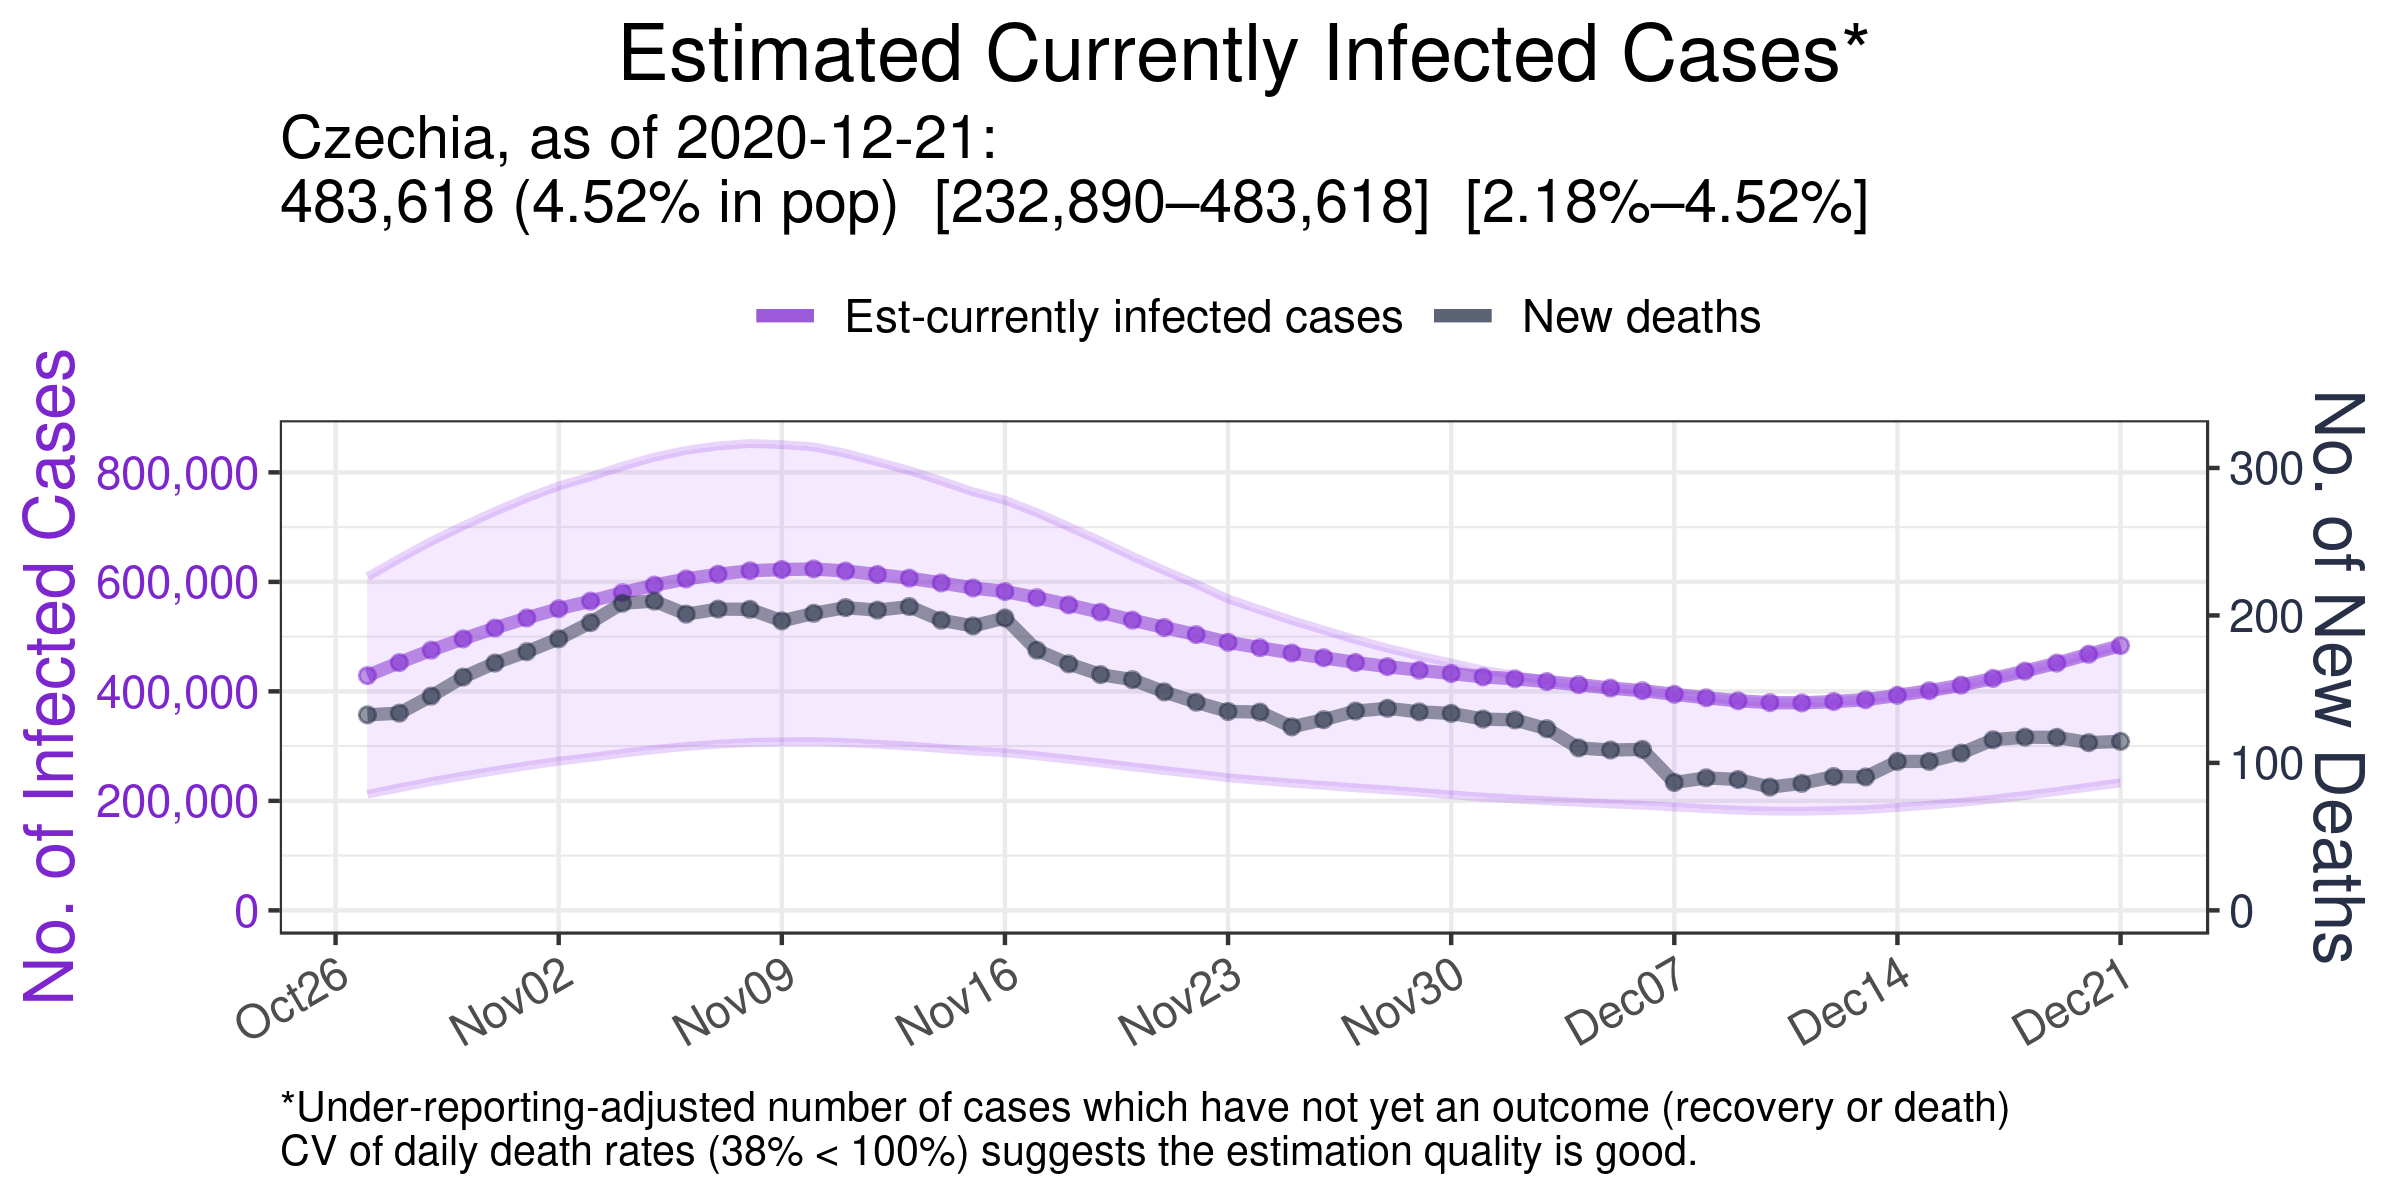 Estimated Currently Infected Cases*
Czechia, as of 2020-12-21:
483,618 (4.52% in pop)  [232,890–483,618]  [2.18%–4.52%]
Est-currently infected cases
New deaths
No. of Infected Cases
800,000
600,000
400,000
200,000
0
300
200
100
0
No. of New Deaths
Oct26
Nov02
Nov09
Nov16
Nov23
Nov30
Dec07
Dec14
Dec21
*Under-reporting-adjusted number of cases which have not yet an outcome (recovery or death)
CV of daily death rates (38% < 100%) suggests the estimation quality is good.